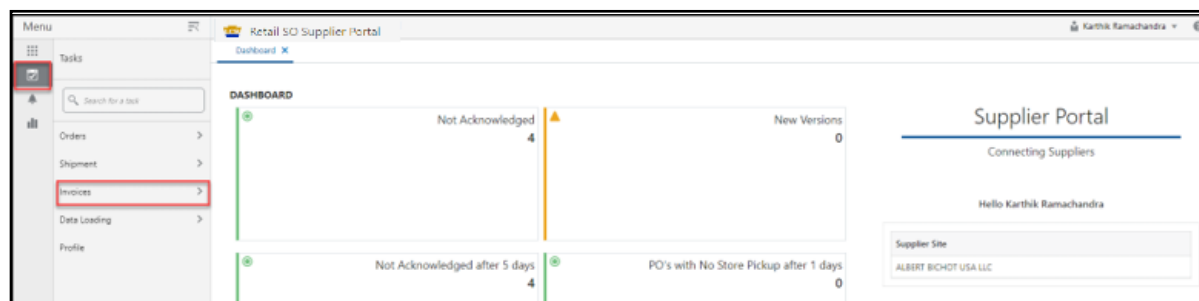 Menu
Retail SO Supplier Portal
Karthik Ramachandra
Dashboard X
Tasks
Search for a task
Orders
Shipment
Invoices
Data Loading
Profile
DASHBOARD
Not Acknowledged
4
New Versions
0
Not Acknowledged after 5 days
4
PO's with No Store Pickup after 1 days
0
Supplier Portal
Connecting Suppliers
Hello Karthik Ramachandra
Supplier Site
ALBERT BICHOT USA LLC